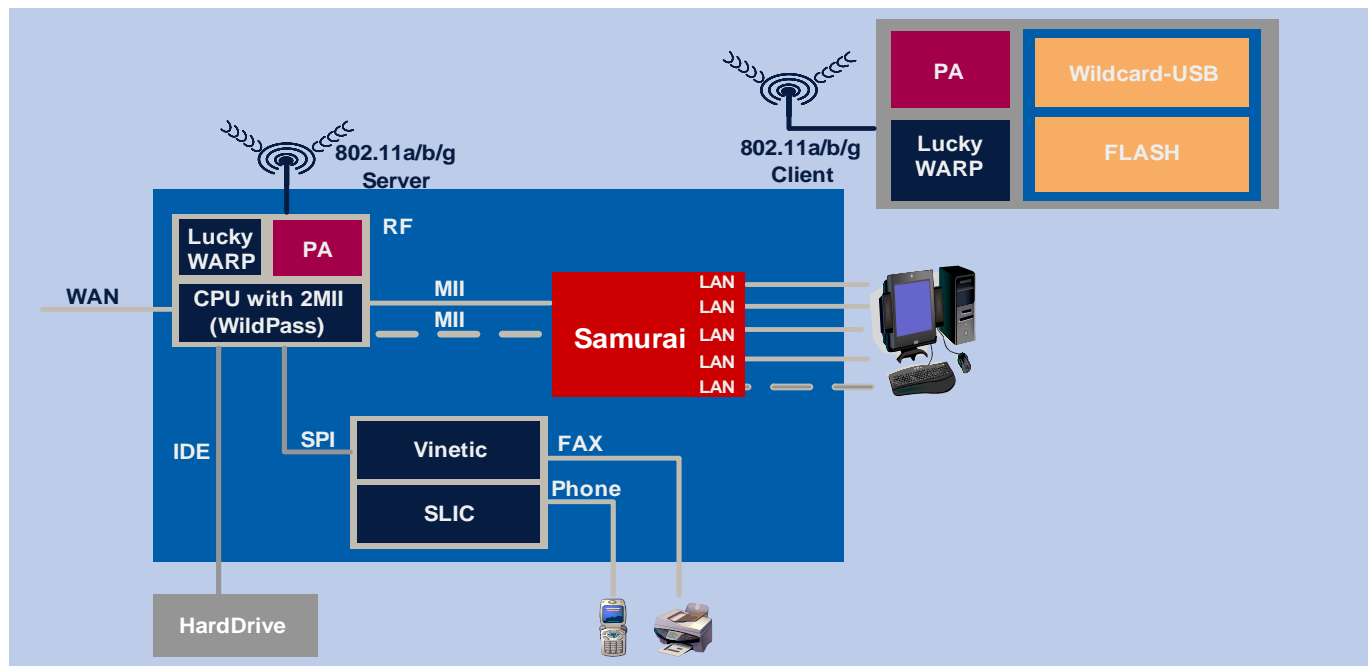 PA
Wildcard-USB
Lucky
WARP
FLASH
802.11a/b/g
Client
802.11a/b/g
Server
RF
Lucky
WARP
PA
WAN
CPU with 2MII
(WildPass)
MII
MII
Samurai
LAN
LAN
LAN
LAN
LAN
IDE
SPI
Vinetic
SLIC
FAX
Phone
HardDrive